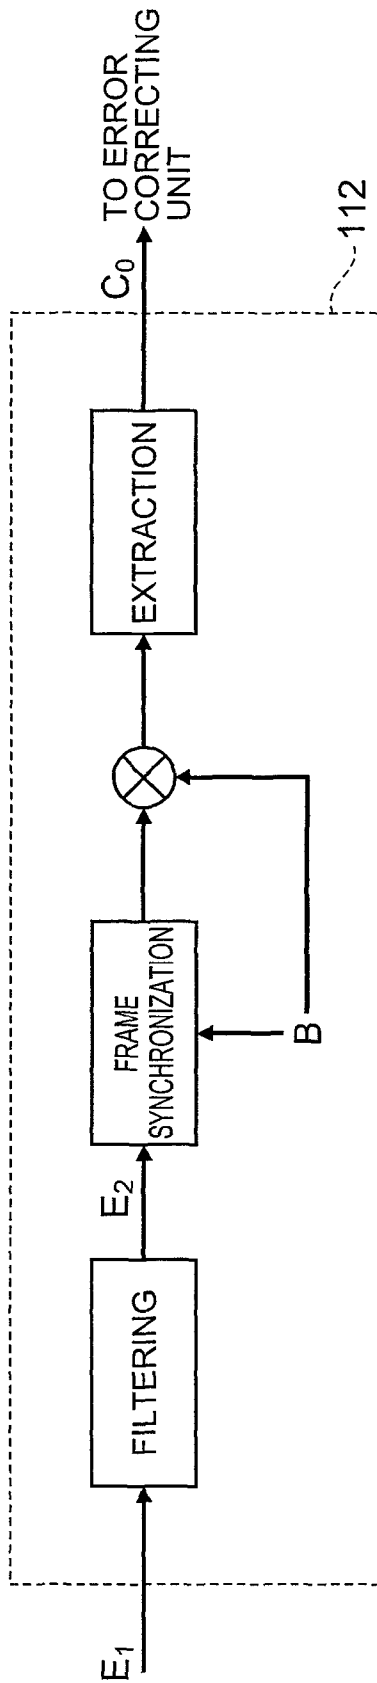 E₁
FILTERING
E₂
FRAME
SYNCHRONIZATION
B
EXTRACTION
C₀
TO ERROR
CORRECTING
UNIT
112